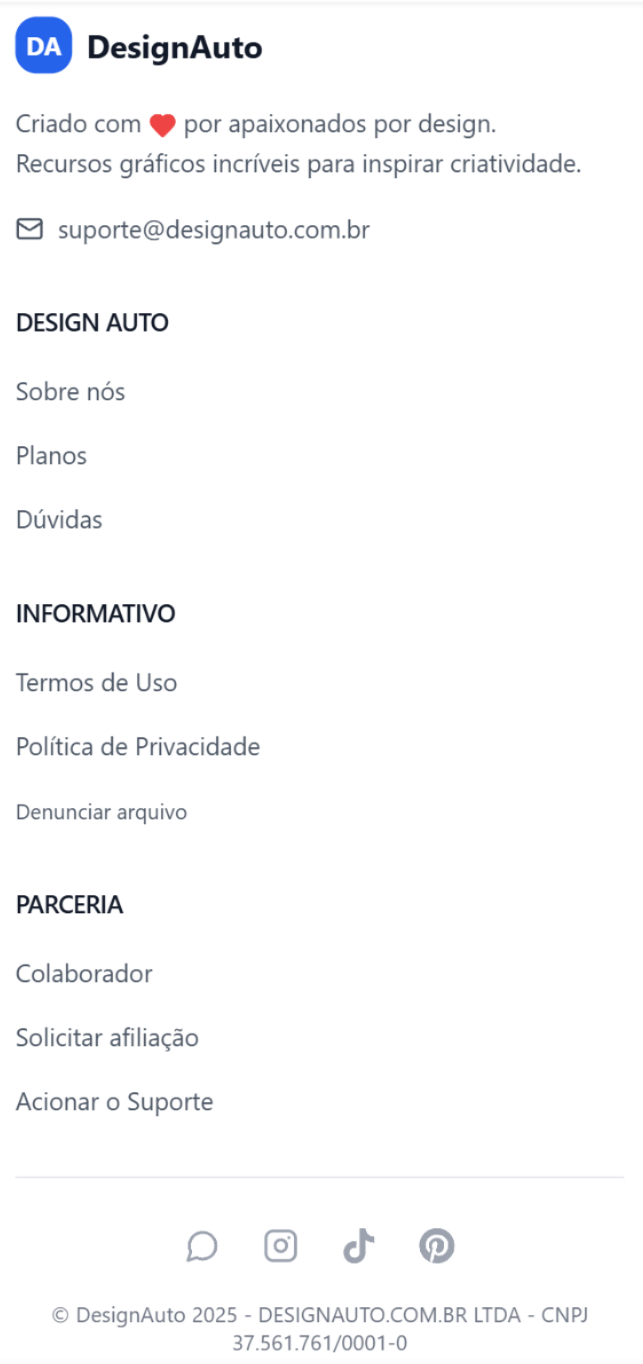 DA DesignAuto
Criado com ❤ por apaixonados por design.
Recursos gráficos incríveis para inspirar criatividade.
suporte@designauto.com.br
DESIGN AUTO
Sobre nós
Planos
Dúvidas
INFORMATIVO
Termos de Uso
Política de Privacidade
Denunciar arquivo
PARCERIA
Colaborador
Solicitar afiliação
Acionar o Suporte
© DesignAuto 2025 - DESIGNAUTO.COM.BR LTDA - CNPJ
37.561.761/0001-0